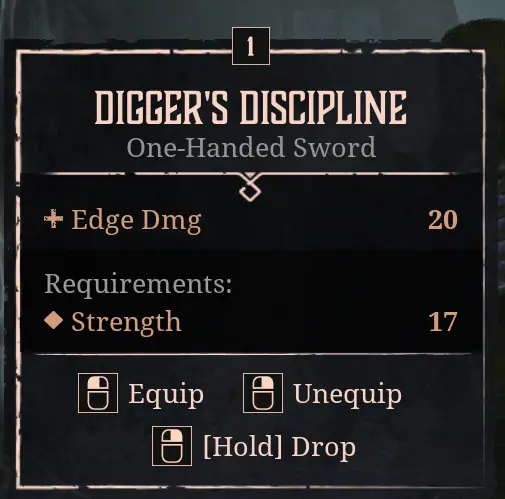 1
DIGGER'S DISCIPLINE
One-Handed Sword
Edge Dmg 20
Requirements:
Strength 17
Equip Unequip
[Hold] Drop